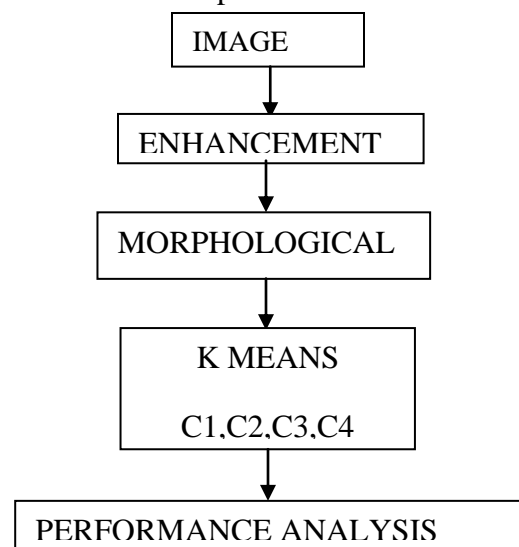 IMAGE
ENHANCEMENT
MORPHOLOGICAL
K MEANS
C1,C2,C3,C4
PERFORMANCE ANALYSIS